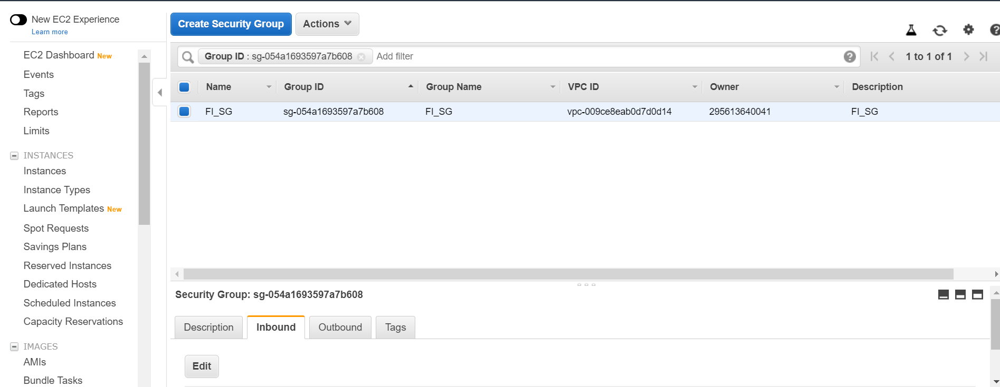 New EC2 Experience
Learn more
EC2 Dashboard New
Events
Tags
Reports
Limits
INSTANCES
Instances
Instance Types
Launch Templates New
Spot Requests
Savings Plans
Reserved Instances
Dedicated Hosts
Scheduled Instances
Capacity Reservations
IMAGES
AMIs
Bundle Tasks
Create Security Group Actions
Group ID : sg-054a1693597a7b608 Add filter 1 to 1 of 1
Name Group ID Group Name VPC ID Owner Description
FI_SG sg-054a1693597a7b608 FI_SG vpc-009ce8eab0d7d0d14 295613640041 FI_SG
Security Group: sg-054a1693597a7b608
Description Inbound Outbound Tags
Edit